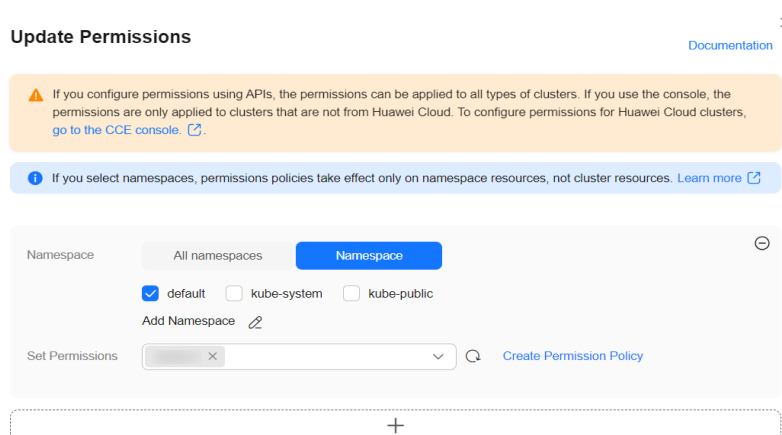 Update Permissions
Documentation
If you configure permissions using APIs, the permissions can be applied to all types of clusters. If you use the console, the
permissions are only applied to clusters that are not from Huawei Cloud. To configure permissions for Huawei Cloud clusters,
go to the CCE console. .
If you select namespaces, permissions policies take effect only on namespace resources, not cluster resources. Learn more
Namespace All namespaces Namespace
default kube-system kube-public
Add Namespace
Set Permissions Create Permission Policy